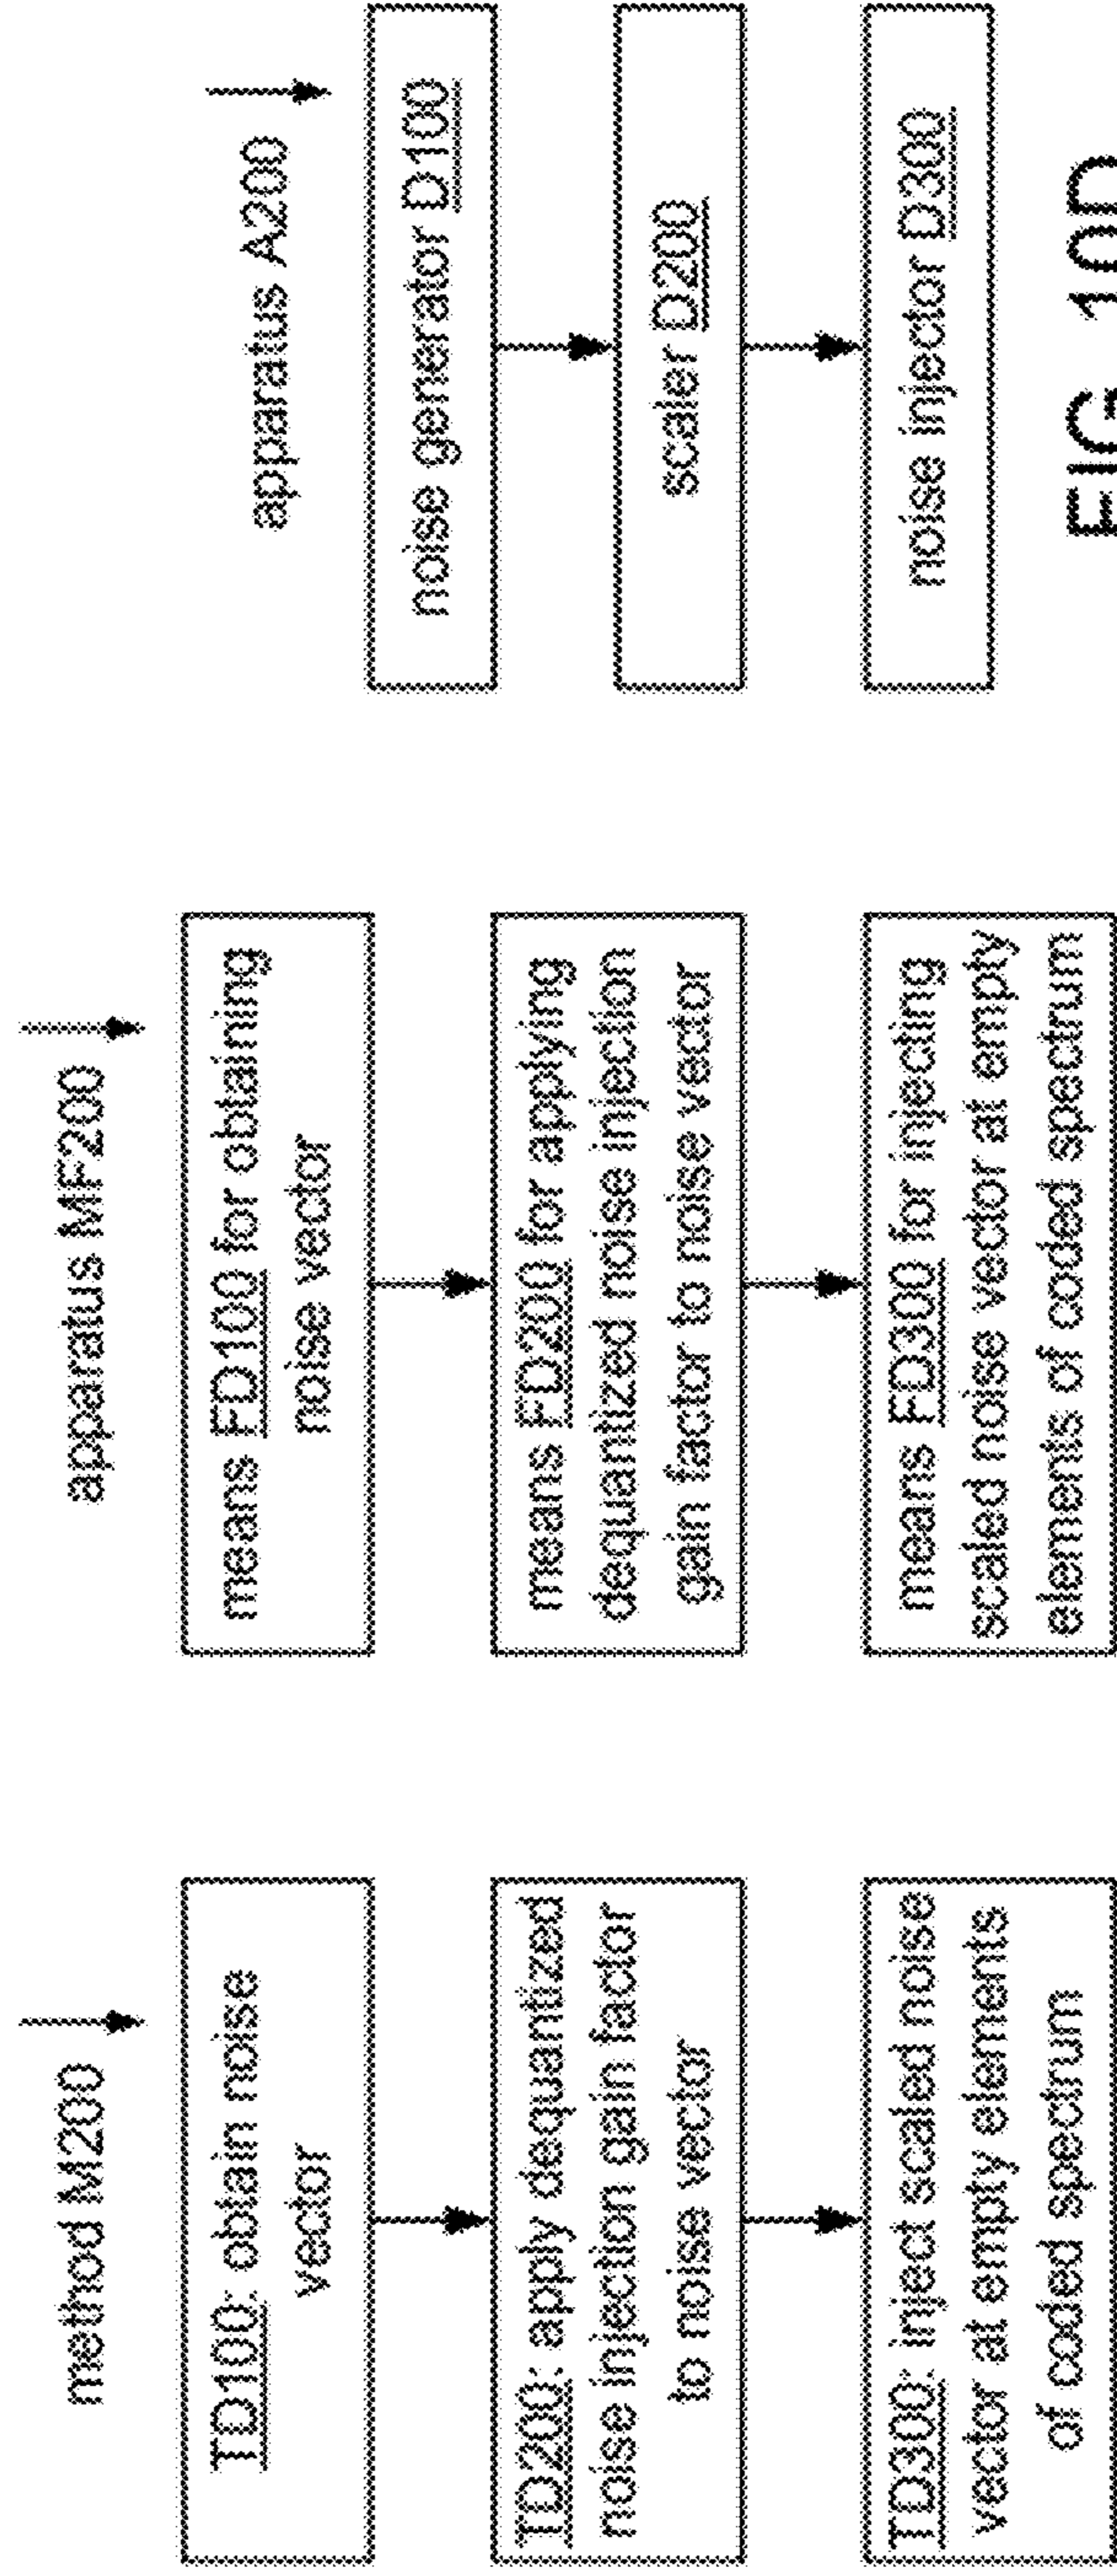 method M200
TD100: obtain noise
vector
TD200: apply dequantized
noise injection gain factor
to noise vector
TD300: inject scaled noise
vector at empty elements
of coded spectrum
apparatus MF200
means FD100 for obtaining
noise vector
means FD200 for applying
dequantized noise injection
gain factor to noise vector
means FD300 for injecting
scaled noise vector at empty
elements of coded spectrum
apparatus A200
noise generator D100
scaler D200
noise injector D300
FIG. 10D